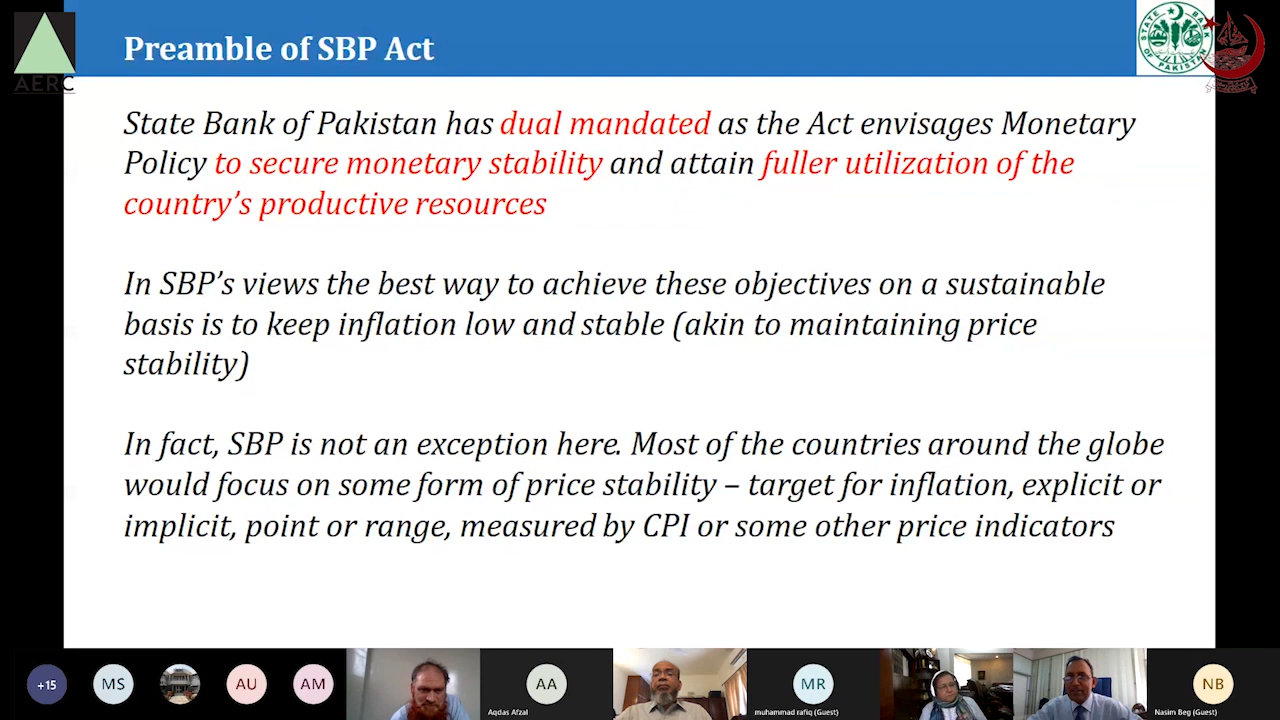 Preamble of SBP Act
AERC
STATE BANK OF PAKISTAN
State Bank of Pakistan has dual mandated as the Act envisages Monetary
Policy to secure monetary stability and attain fuller utilization of the
country's productive resources
In SBP's views the best way to achieve these objectives on a sustainable
basis is to keep inflation low and stable (akin to maintaining price
stability)
In fact, SBP is not an exception here. Most of the countries around the globe
would focus on some form of price stability – target for inflation, explicit or
implicit, point or range, measured by CPI or some other price indicators
+15
MS
AU
AM
AA
Aqdas Afzal
MR
muhammad rafiq (Guest)
NB
Nasim Beg (Guest)